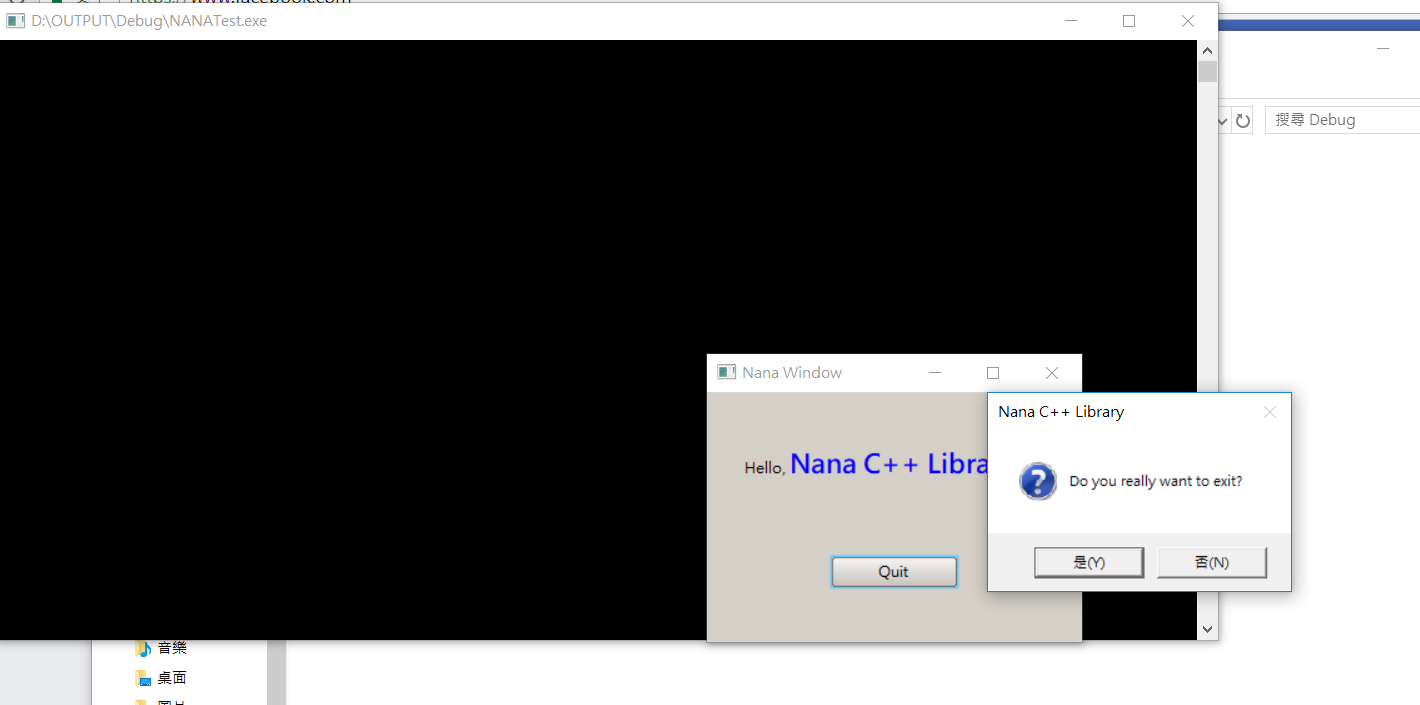 https://www.facebook.com
D:\OUTPUT\Debug\NANATest.exe
搜尋 Debug
Nana Window
Nana C++ Library
Hello, Nana C++ Libra
Do you really want to exit?
是(Y) 否(N)
Quit
音樂
桌面